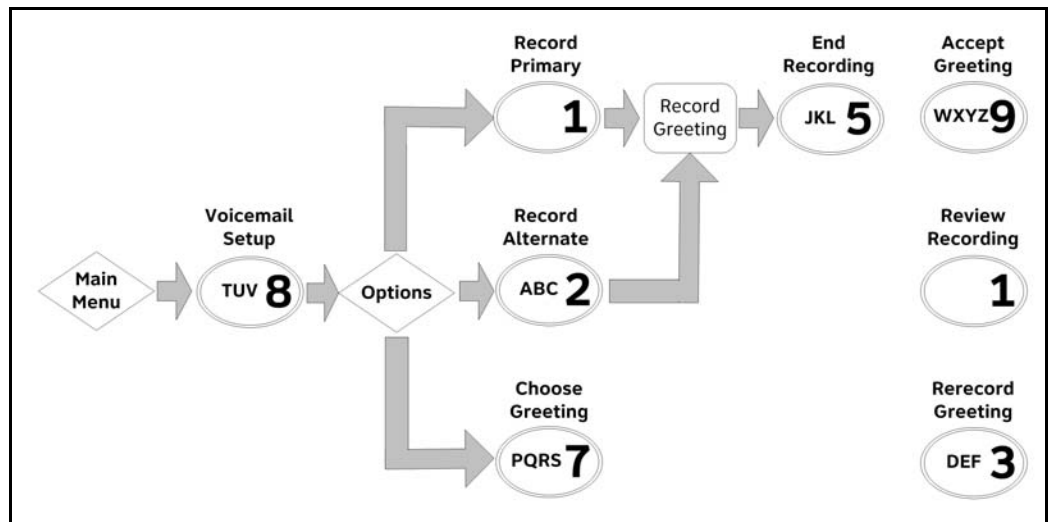 Record
Primary
1
Record
Greeting
End
Recording
JKL 5
Accept
Greeting
WXYZ 9
Main
Menu
Voicemail
Setup
TUV 8
Options
Record
Alternate
ABC 2
Review
Recording
1
Choose
Greeting
PQRS 7
Rerecord
Greeting
DEF 3